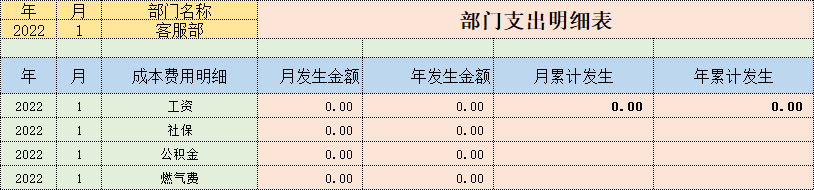 年 月 部门名称 部门支出明细表
2022 1 客服部
年 月 成本费用明细 月发生金额 年发生金额 月累计发生 年累计发生
2022 1 工资 0.00 0.00 0.00 0.00
2022 1 社保 0.00 0.00
2022 1 公积金 0.00 0.00
2022 1 燃气费 0.00 0.00